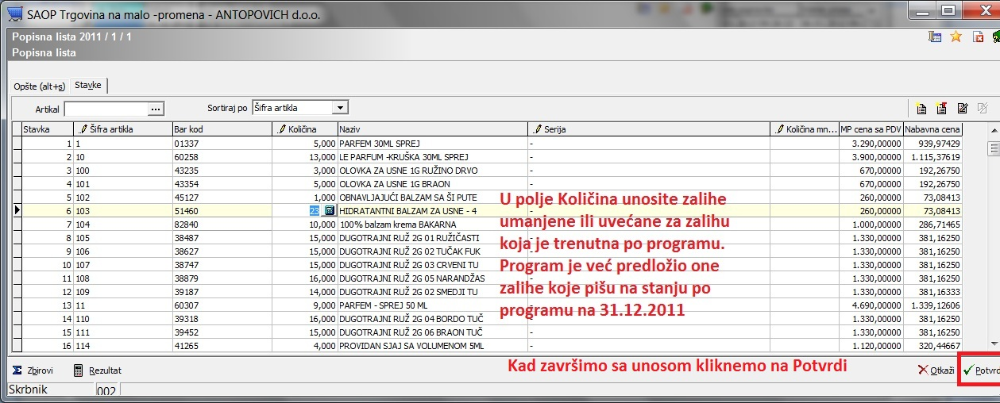 SAOP Trgovina na malo -promena - ANTOPOVICH d.o.o.
Popisna lista 2011 / 1 / 1
Popisna lista
Opšte (alt+s) Stavke
Artikal ... Sortiraj po Šifra artikla
Stavka Šifra artikla Bar kod Količina Naziv Serija Količina mn... MP cena sa PDV Nabavna cena
1 1 01337 5,000 PARFEM 30ML SPREJ - 3.290,00000 939,97429
2 10 60258 13,000 LE PARFUM -KRUŠKA 30ML SPREJ - 3.900,00000 1.115,37619
3 100 43235 3,000 OLOVKA ZA USNE 1G RUŽINO DRVO - 670,00000 192,26750
4 101 43354 5,000 OLOVKA ZA USNE 1G BRAON - 670,00000 192,26750
5 102 45127 1,000 OBNAVLJAJUĆI BALZAM SA ŠI PUTE - 260,00000 73,08413
6 103 51460 23 HIDRATANTNI BALZAM ZA USNE - 4 - 260,00000 73,08413
7 104 82840 10,000 100% balzam krema BAKARNA - 1.000,00000 286,71465
8 105 38487 15,000 DUGOTRAJNI RUŽ 2G 01 RUŽIČASTI - 1.330,00000 381,16250
9 106 38627 15,000 DUGOTRAJNI RUŽ 2G 02 TUČAK FUK - 1.330,00000 381,16250
10 107 38747 15,000 DUGOTRAJNI RUŽ 2G 03 CRVENI TU - 1.330,00000 381,16250
11 108 38879 16,000 DUGOTRAJNI RUŽ 2G 05 NARANDŽAS - 1.330,00000 381,16250
12 109 39187 14,000 DUGOTRAJNI RUŽ 2G 02 SMEDJI TU - 1.330,00000 381,16333
13 11 60307 9,000 PARFEM - SPREJ 50 ML - 4.690,00000 1.339,12606
14 110 39318 16,000 DUGOTRAJNI RUŽ 2G 04 BORDO TUČ - 1.330,00000 381,16250
15 111 39452 15,000 DUGOTRAJNI RUŽ 2G 06 BRAON TUČ - 1.330,00000 381,16250
16 114 41265 4,000 PROVIDAN SJAJ SA VOLUMENOM 5ML - 1.120,00000 320,44667
U polje Količina unosite zalihe
umanjene ili uvećane za zalihu
koja je trenutna po programu.
Program je već predložio one
zalihe koje pišu na stanju po
programu na 31.12.2011
Kad završimo sa unosom kliknemo na Potvrdi
Zbirovi Rezultat Otkaži Potvrd
Skrbnik 002